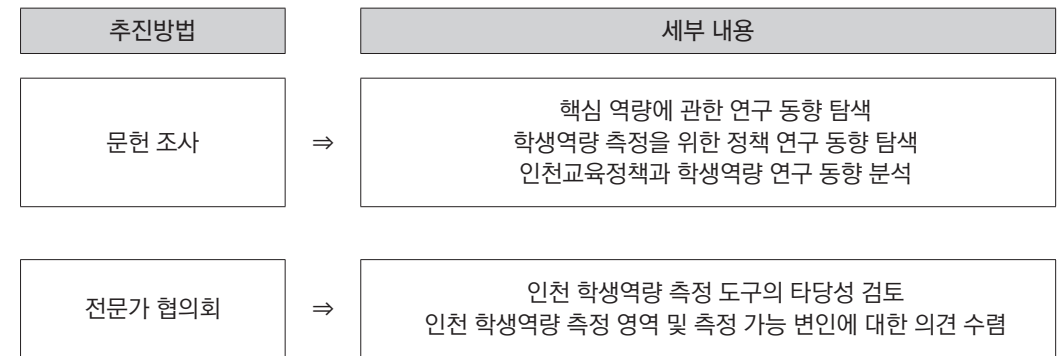 추진방법
세부 내용
문헌 조사
⇒
핵심 역량에 관한 연구 동향 탐색
학생역량 측정을 위한 정책 연구 동향 탐색
인천교육정책과 학생역량 연구 동향 분석
전문가 협의회
⇒
인천 학생역량 측정 도구의 타당성 검토
인천 학생역량 측정 영역 및 측정 가능 변인에 대한 의견 수렴